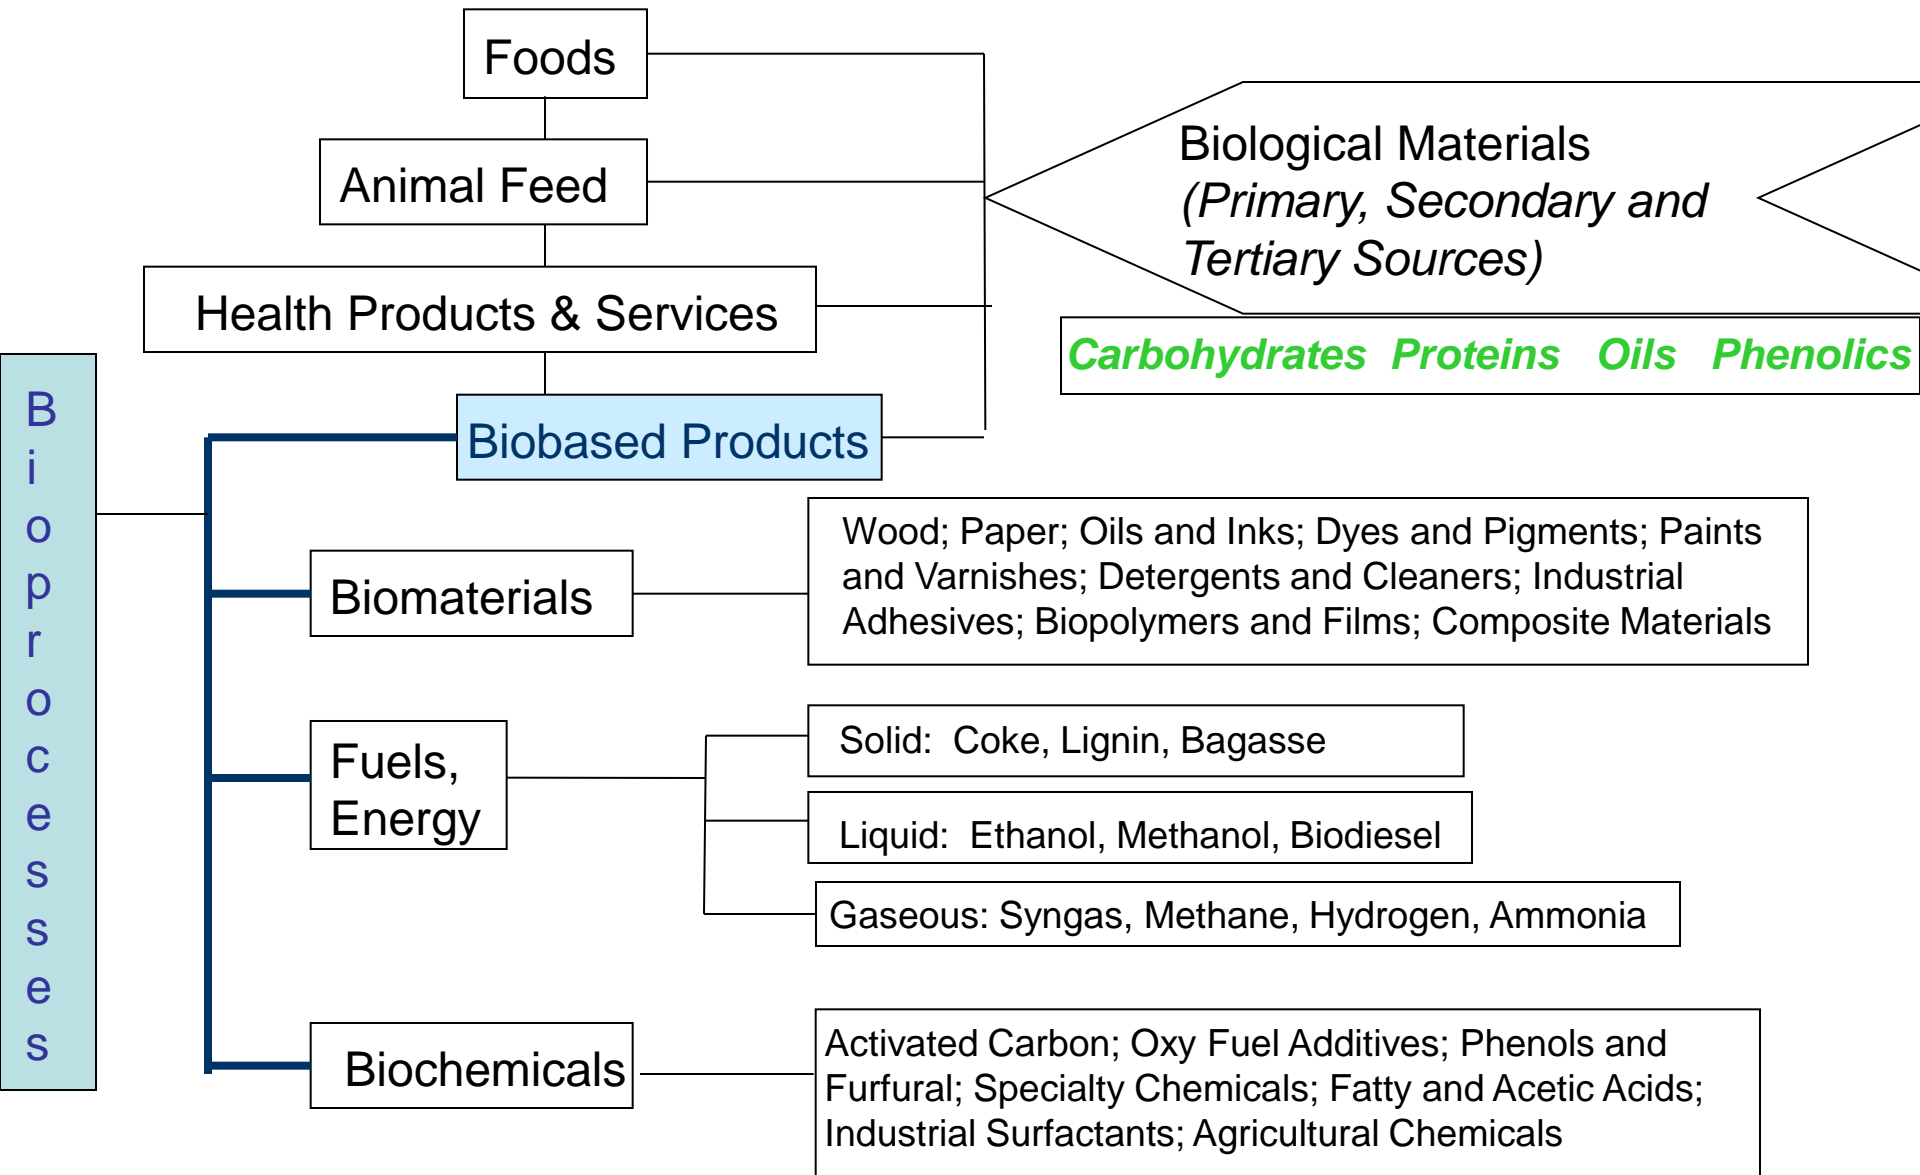 Foods
Animal Feed
Health Products & Services
Biobased Products
Biological Materials
(Primary, Secondary and
Tertiary Sources)
Carbohydrates Proteins Oils Phenolics
Bioprocesses
Biomaterials
Wood; Paper; Oils and Inks; Dyes and Pigments; Paints
and Varnishes; Detergents and Cleaners; Industrial
Adhesives; Biopolymers and Films; Composite Materials
Fuels,
Energy
Solid: Coke, Lignin, Bagasse
Liquid: Ethanol, Methanol, Biodiesel
Gaseous: Syngas, Methane, Hydrogen, Ammonia
Biochemicals
Activated Carbon; Oxy Fuel Additives; Phenols and
Furfural; Specialty Chemicals; Fatty and Acetic Acids;
Industrial Surfactants; Agricultural Chemicals